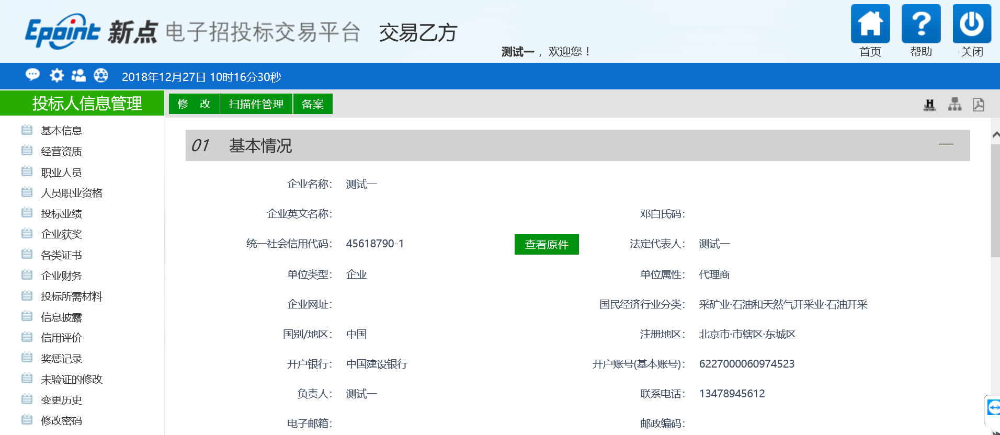 Epoint 新点 电子招投标交易平台 交易乙方
测试一 ，欢迎您！
首页 帮助 关闭
2018年12月27日 10时16分30秒
投标人信息管理
修 改 扫描件管理 备案
H
基本信息
经营资质
职业人员
人员职业资格
投标业绩
企业获奖
各类证书
企业财务
投标所需材料
信息披露
信用评价
奖惩记录
未验证的修改
变更历史
修改密码
01 基本情况
企业名称： 测试一
企业英文名称： 邓白氏码：
统一社会信用代码： 45618790-1 查看原件 法定代表人： 测试一
单位类型： 企业 单位属性： 代理商
企业网址： 国民经济行业分类： 采矿业·石油和天然气开采业·石油开采
国别/地区： 中国 注册地区： 北京市·市辖区·东城区
开户银行： 中国建设银行 开户账号(基本账号)： 6227000060974523
负责人： 测试一 联系电话： 13478945612
电子邮箱： 邮政编码：